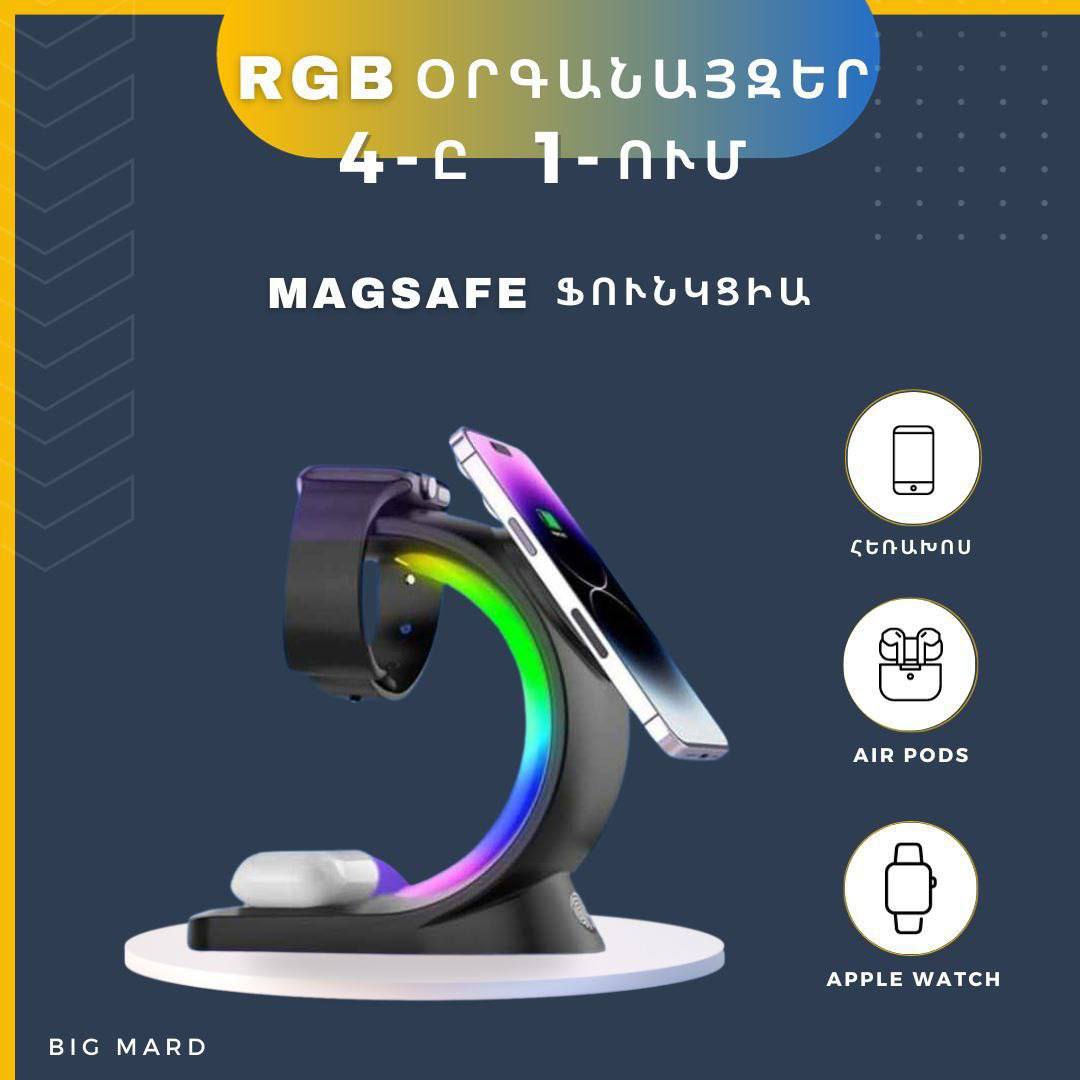 RGB ՕՐԳԱՆԱՅԶԵՐ
4-Ը 1-ՈՒՄ
MAGSAFE ՖՈՒՆԿՑԻԱ
ՀԵՌԱԽՈՍ
AIR PODS
APPLE WATCH
BIG MARD